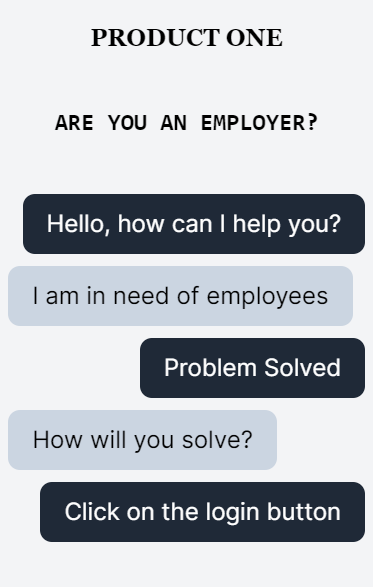 PRODUCT ONE
ARE YOU AN EMPLOYER?
Hello, how can I help you?
I am in need of employees
Problem Solved
How will you solve?
Click on the login button